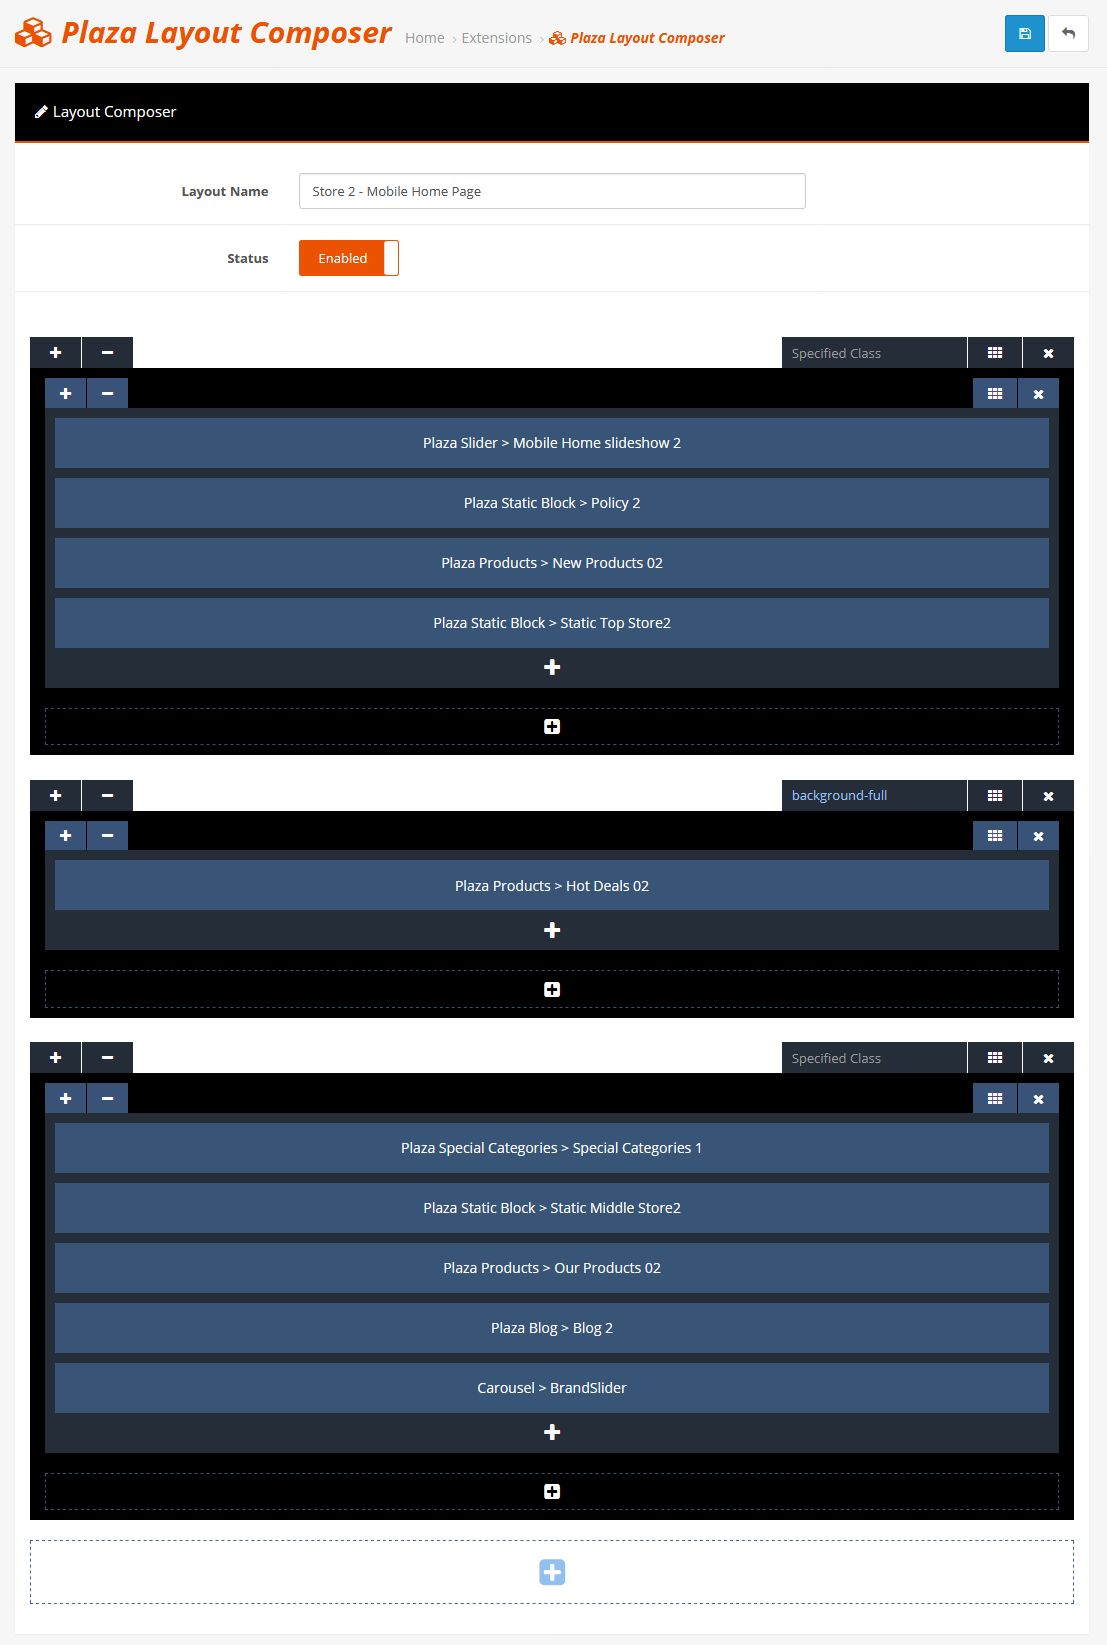 Plaza Layout Composer
Home › Extensions › Plaza Layout Composer
Layout Composer
Layout Name Store 2 - Mobile Home Page
Status Enabled
Specified Class
Plaza Slider > Mobile Home slideshow 2
Plaza Static Block > Policy 2
Plaza Products > New Products 02
Plaza Static Block > Static Top Store2
background-full
Plaza Products > Hot Deals 02
Specified Class
Plaza Special Categories > Special Categories 1
Plaza Static Block > Static Middle Store2
Plaza Products > Our Products 02
Plaza Blog > Blog 2
Carousel > BrandSlider